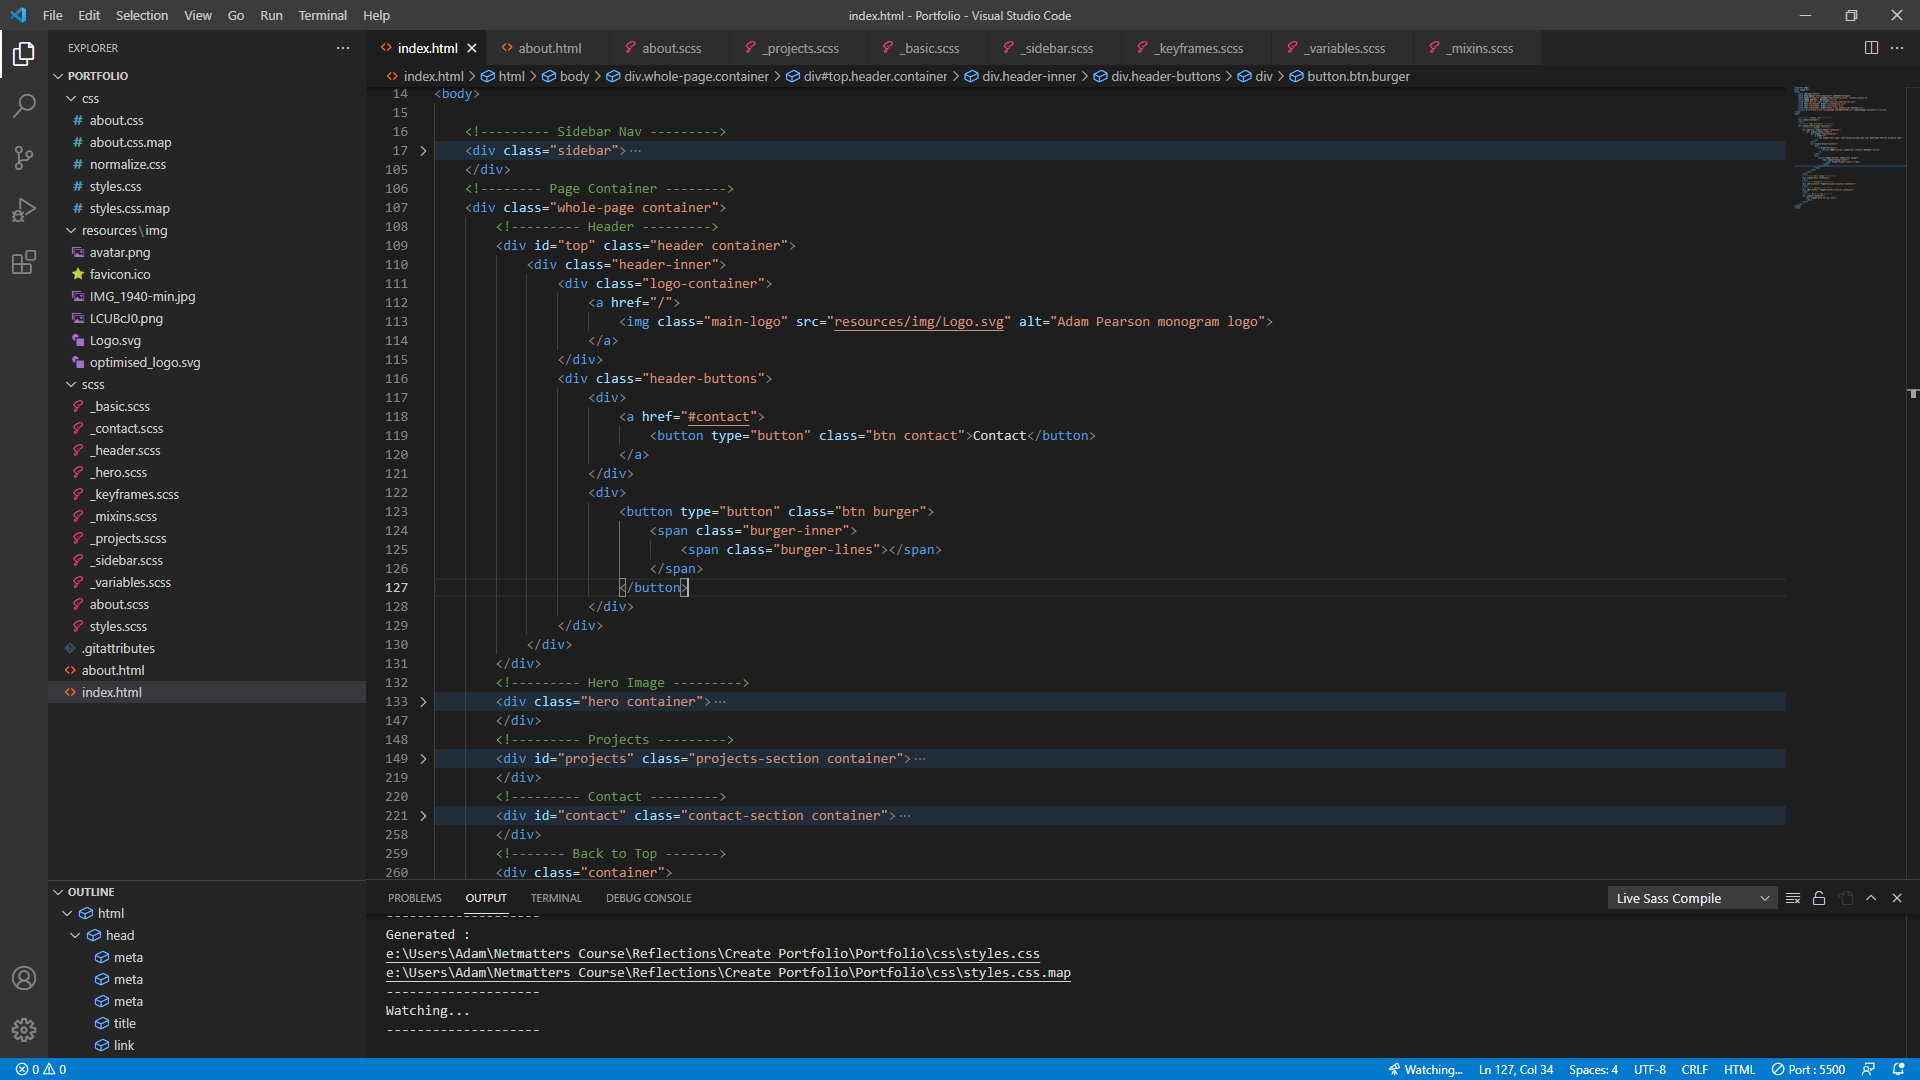 File Edit Selection View Go Run Terminal Help
index.html - Portfolio - Visual Studio Code
EXPLORER
PORTFOLIO
css
about.css
about.css.map
normalize.css
styles.css
styles.css.map
resources\img
avatar.png
favicon.ico
IMG_1940-min.jpg
LCUBcJ0.png
Logo.svg
optimised_logo.svg
scss
_basic.scss
_contact.scss
_header.scss
_hero.scss
_keyframes.scss
_mixins.scss
_projects.scss
_sidebar.scss
_variables.scss
about.scss
styles.scss
.gitattributes
about.html
index.html
OUTLINE
html
head
meta
meta
meta
title
link
index.html about.html about.scss _projects.scss _basic.scss _sidebar.scss _keyframes.scss _variables.scss _mixins.scss
index.html > html > body > div.whole-page.container > div#top.header.container > div.header-inner > div.header-buttons > div > button.btn.burger
14 <body>
15
16 <!--------- Sidebar Nav --------->
17 <div class="sidebar">…
105 </div>
106 <!-------- Page Container -------->
107 <div class="whole-page container">
108 <!--------- Header --------->
109 <div id="top" class="header container">
110 <div class="header-inner">
111 <div class="logo-container">
112 <a href="/">
113 <img class="main-logo" src="resources/img/Logo.svg" alt="Adam Pearson monogram logo">
114 </a>
115 </div>
116 <div class="header-buttons">
117 <div>
118 <a href="#contact">
119 <button type="button" class="btn contact">Contact</button>
120 </a>
121 </div>
122 <div>
123 <button type="button" class="btn burger">
124 <span class="burger-inner">
125 <span class="burger-lines"></span>
126 </span>
127 </button>
128 </div>
129 </div>
130 </div>
131 </div>
132 <!--------- Hero Image --------->
133 <div class="hero container">…
147 </div>
148 <!--------- Projects --------->
149 <div id="projects" class="projects-section container">…
219 </div>
220 <!--------- Contact --------->
221 <div id="contact" class="contact-section container">…
258 </div>
259 <!------- Back to Top ------->
260 <div class="container">
PROBLEMS OUTPUT TERMINAL DEBUG CONSOLE
Live Sass Compile
--------------------
Generated :
e:\Users\Adam\Netmatters Course\Reflections\Create Portfolio\Portfolio\css\styles.css
e:\Users\Adam\Netmatters Course\Reflections\Create Portfolio\Portfolio\css\styles.css.map
--------------------
Watching...
--------------------
0 0
Watching... Ln 127, Col 34 Spaces: 4 UTF-8 CRLF HTML Port : 5500